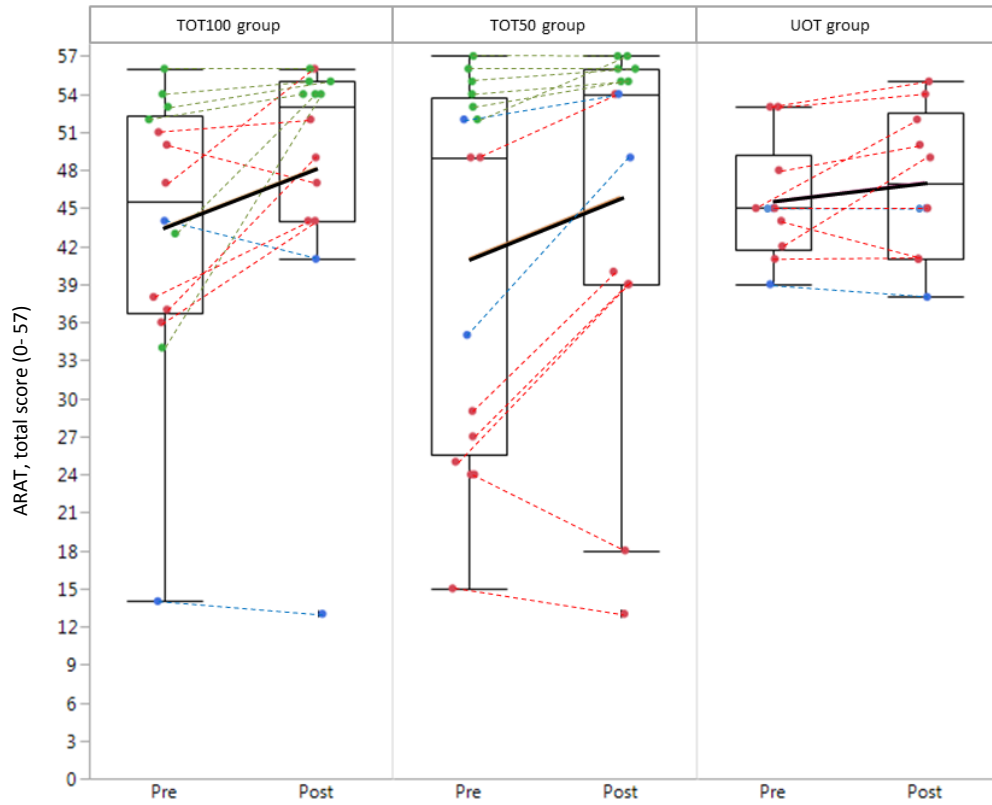 TOT100 group
TOT50 group
UOT group
ARAT, total score (0- 57)
57
54
51
48
45
42
39
36
33
30
27
24
21
18
15
12
9
6
3
0
Pre
Post
Pre
Post
Pre
Post